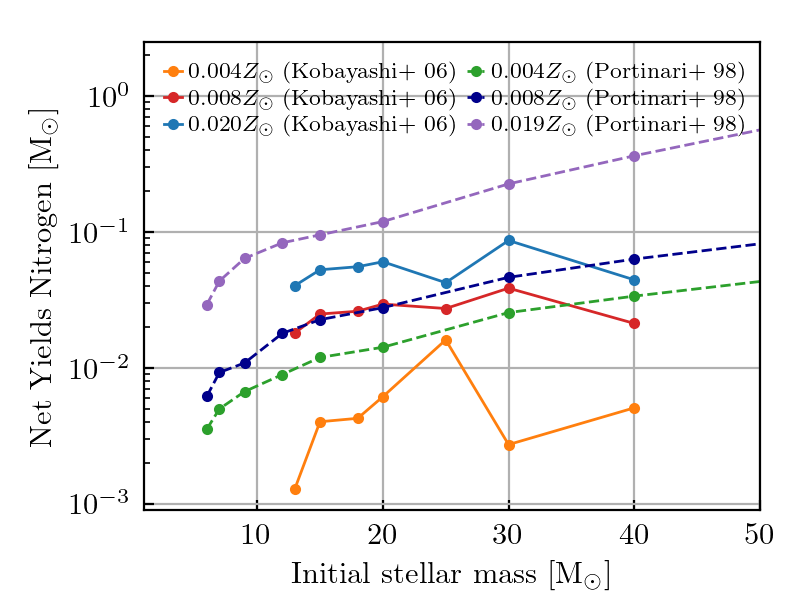 0.004Z⊙ (Kobayashi+ 06) 0.004Z⊙ (Portinari+ 98)
0.008Z⊙ (Kobayashi+ 06) 0.008Z⊙ (Portinari+ 98)
0.020Z⊙ (Kobayashi+ 06) 0.019Z⊙ (Portinari+ 98)
Net Yields Nitrogen [M⊙]
10⁰
10⁻¹
10⁻²
10⁻³
10 20 30 40 50
Initial stellar mass [M⊙]